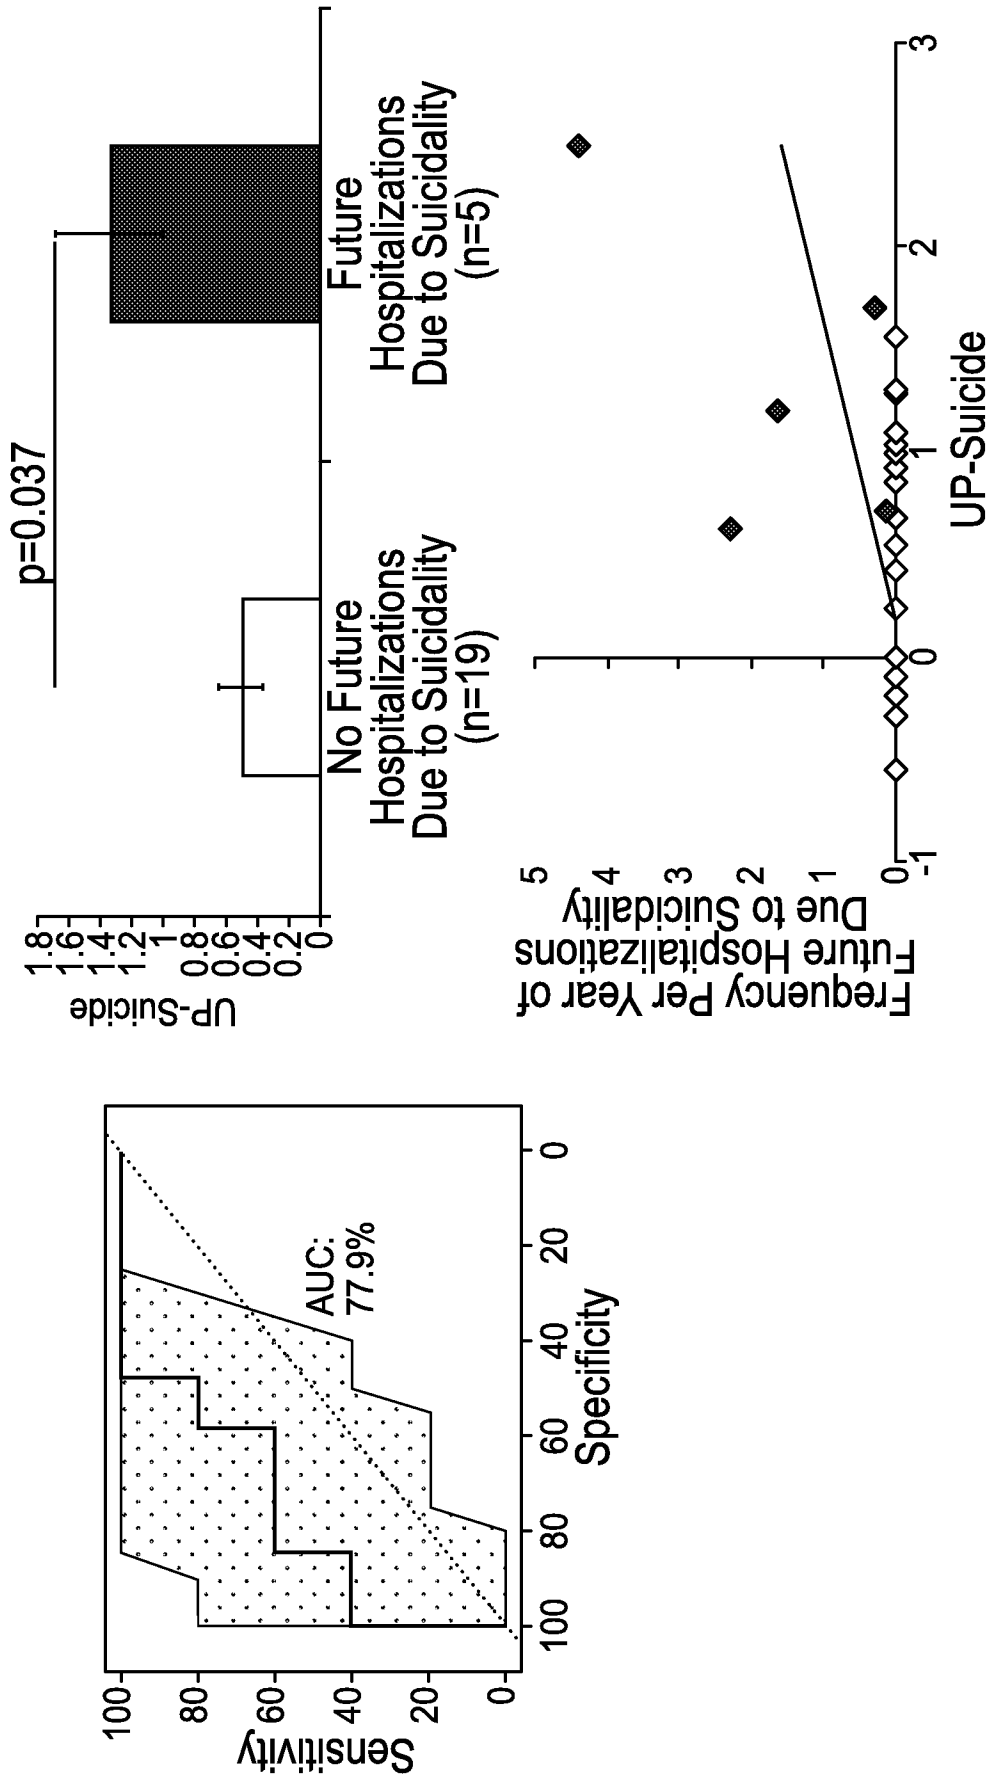 Sensitivity
100
80
60
40
20
0
100
80
60
40
20
0
Specificity
AUC:
77.9%
UP-Suicide
1.8
1.6
1.4
1.2
1
0.8
0.6
0.4
0.2
0
p=0.037
No Future
Hospitalizations
Due to Suicidality
(n=19)
Future
Hospitalizations
Due to Suicidality
(n=5)
Frequency Per Year of
Future Hospitalizations
Due to Suicidality
5
4
3
2
1
0
-1
0
1
2
3
UP-Suicide